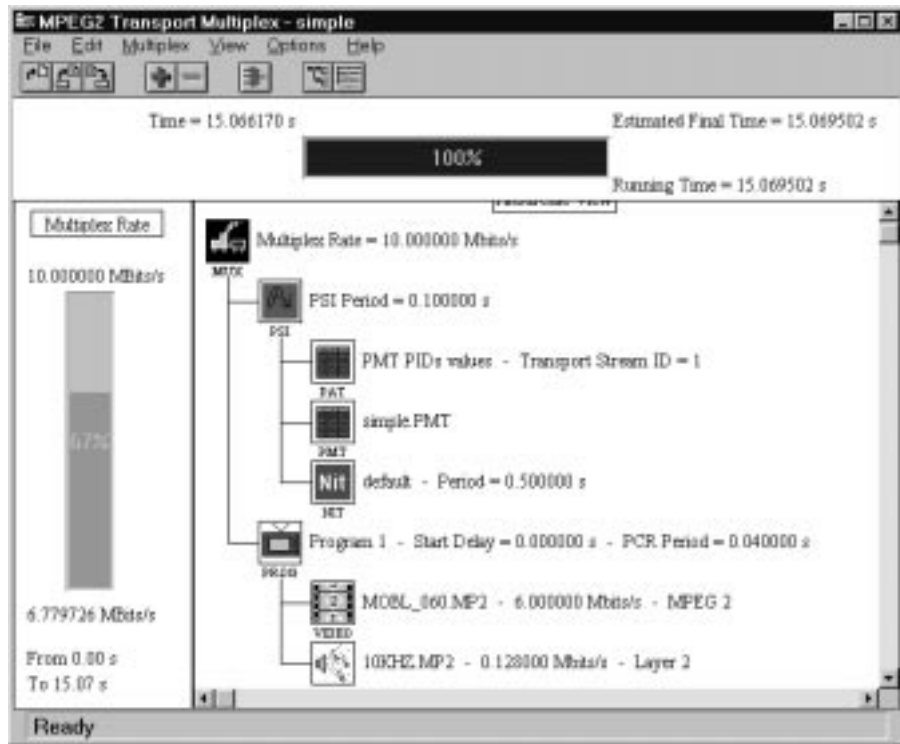 MPEG2 Transport Multiplex - simple
File Edit Multiplex View Options Help
Time = 15.066170 s
Estimated Final Time = 15.069502 s
100%
Running Time = 15.069502 s
Multiplex Rate
10.000000 MBits/s
67%
6.779726 MBits/s
From 0.00 s
To 15.07 s
View
Multiplex Rate = 10.000000 Mbits/s
MUX
PSI Period = 0.100000 s
PSI
PMT PIDs values - Transport Stream ID = 1
PAT
simple.PMT
PMT
Nit default - Period = 0.500000 s
NIT
Program 1 - Start Delay = 0.000000 s - PCR Period = 0.040000 s
PROG
MOBL_060.MP2 - 6.000000 Mbits/s - MPEG 2
VIDEO
10KHZ.MP2 - 0.128000 Mbits/s - Layer 2
Ready